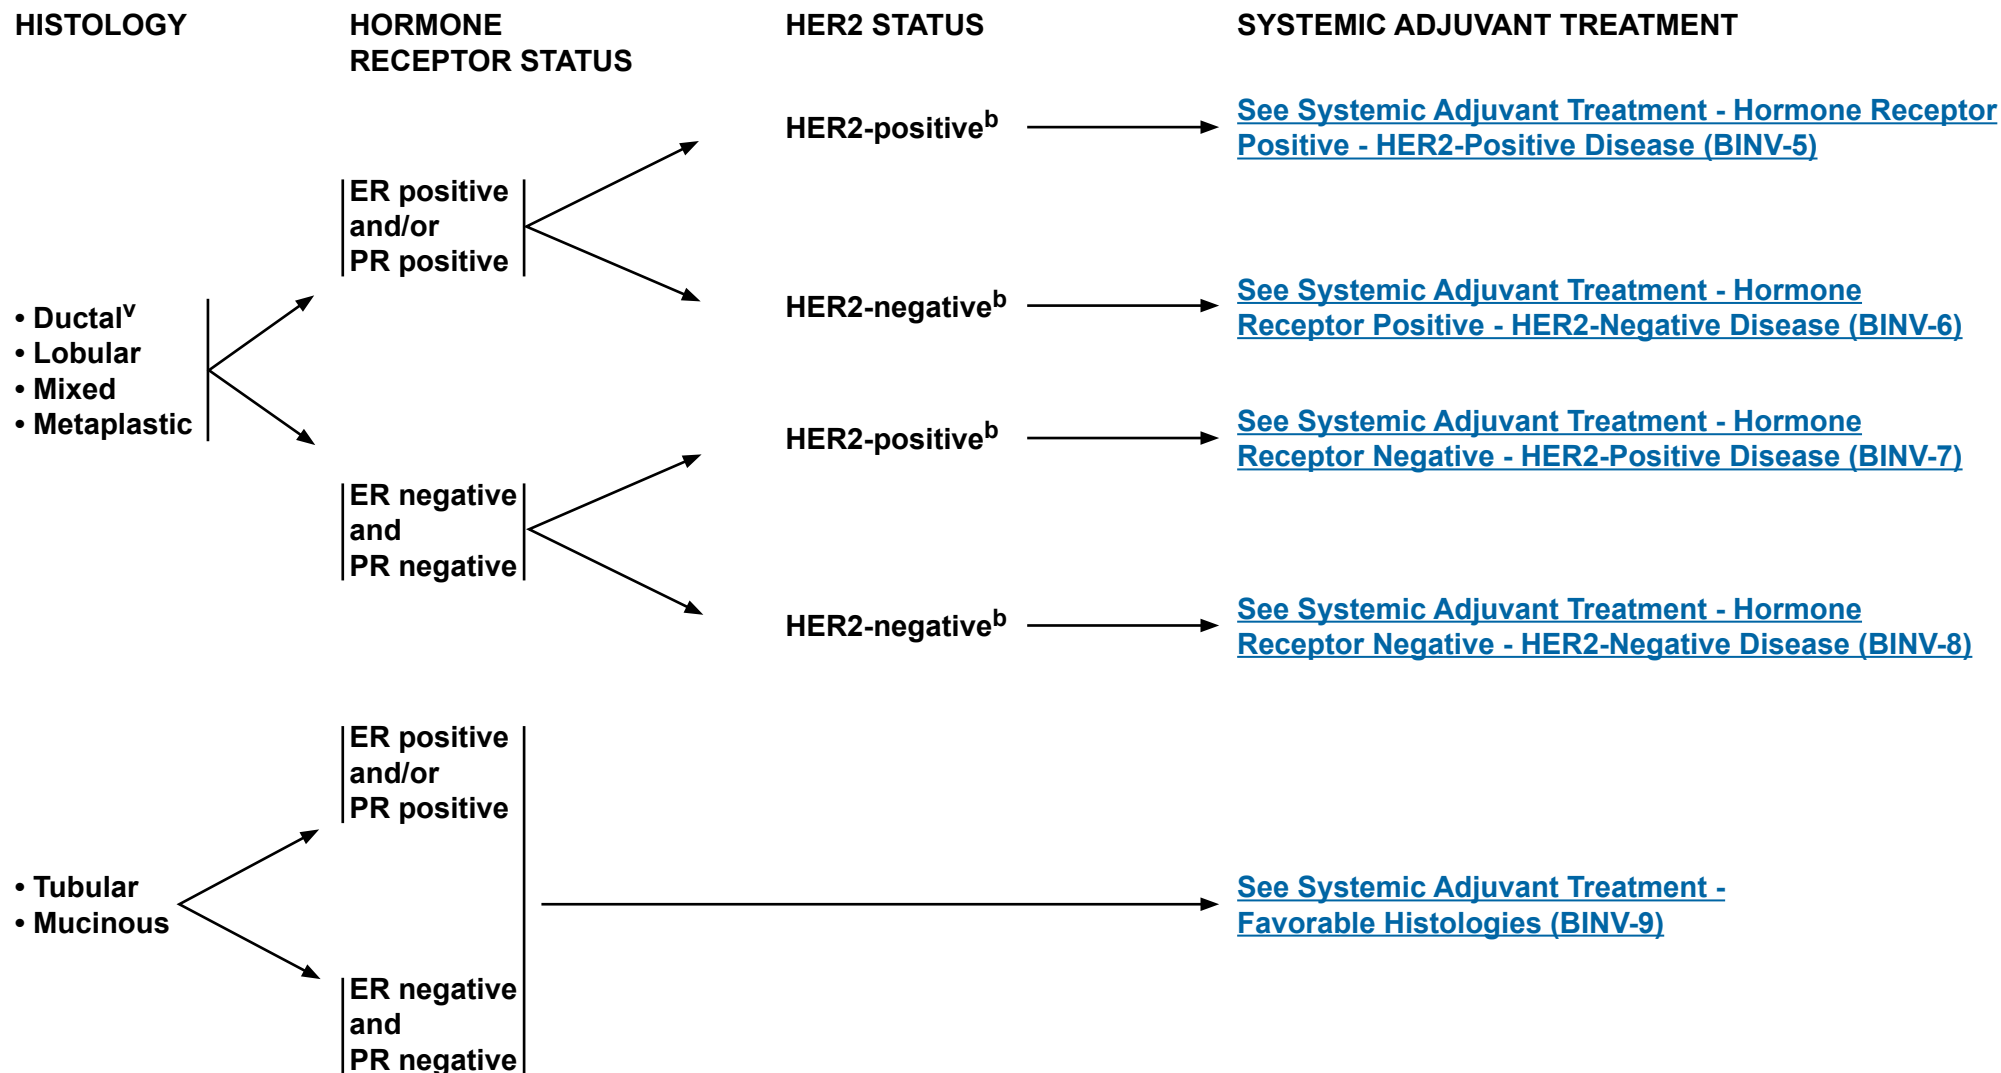 HISTOLOGY
HORMONE
RECEPTOR STATUS
HER2 STATUS
SYSTEMIC ADJUVANT TREATMENT
• Ductalᵛ
• Lobular
• Mixed
• Metaplastic
ER positive
and/or
PR positive
HER2-positiveᵇ
See Systemic Adjuvant Treatment - Hormone Receptor
Positive - HER2-Positive Disease (BINV-5)
HER2-negativeᵇ
See Systemic Adjuvant Treatment - Hormone
Receptor Positive - HER2-Negative Disease (BINV-6)
ER negative
and
PR negative
HER2-positiveᵇ
See Systemic Adjuvant Treatment - Hormone
Receptor Negative - HER2-Positive Disease (BINV-7)
HER2-negativeᵇ
See Systemic Adjuvant Treatment - Hormone
Receptor Negative - HER2-Negative Disease (BINV-8)
• Tubular
• Mucinous
ER positive
and/or
PR positive
ER negative
and
PR negative
See Systemic Adjuvant Treatment -
Favorable Histologies (BINV-9)